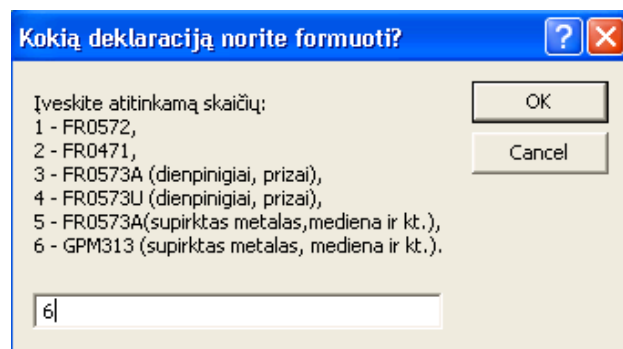 Kokią deklaraciją norite formuoti?
Įveskite atitinkamą skaičių:
1 - FR0572,
2 - FR0471,
3 - FR0573A (dienpinigiai, prizai),
4 - FR0573U (dienpinigiai, prizai),
5 - FR0573A(supirktas metalas,mediena ir kt.),
6 - GPM313 (supirktas metalas, mediena ir kt.).
OK
Cancel
6